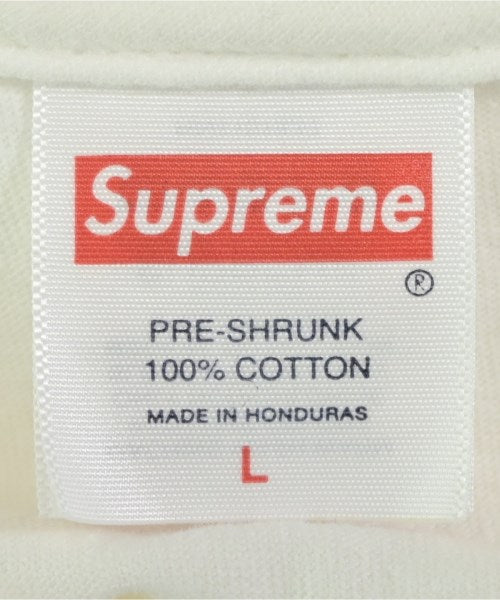 Supreme
®
PRE-SHRUNK
100% COTTON
MADE IN HONDURAS
L